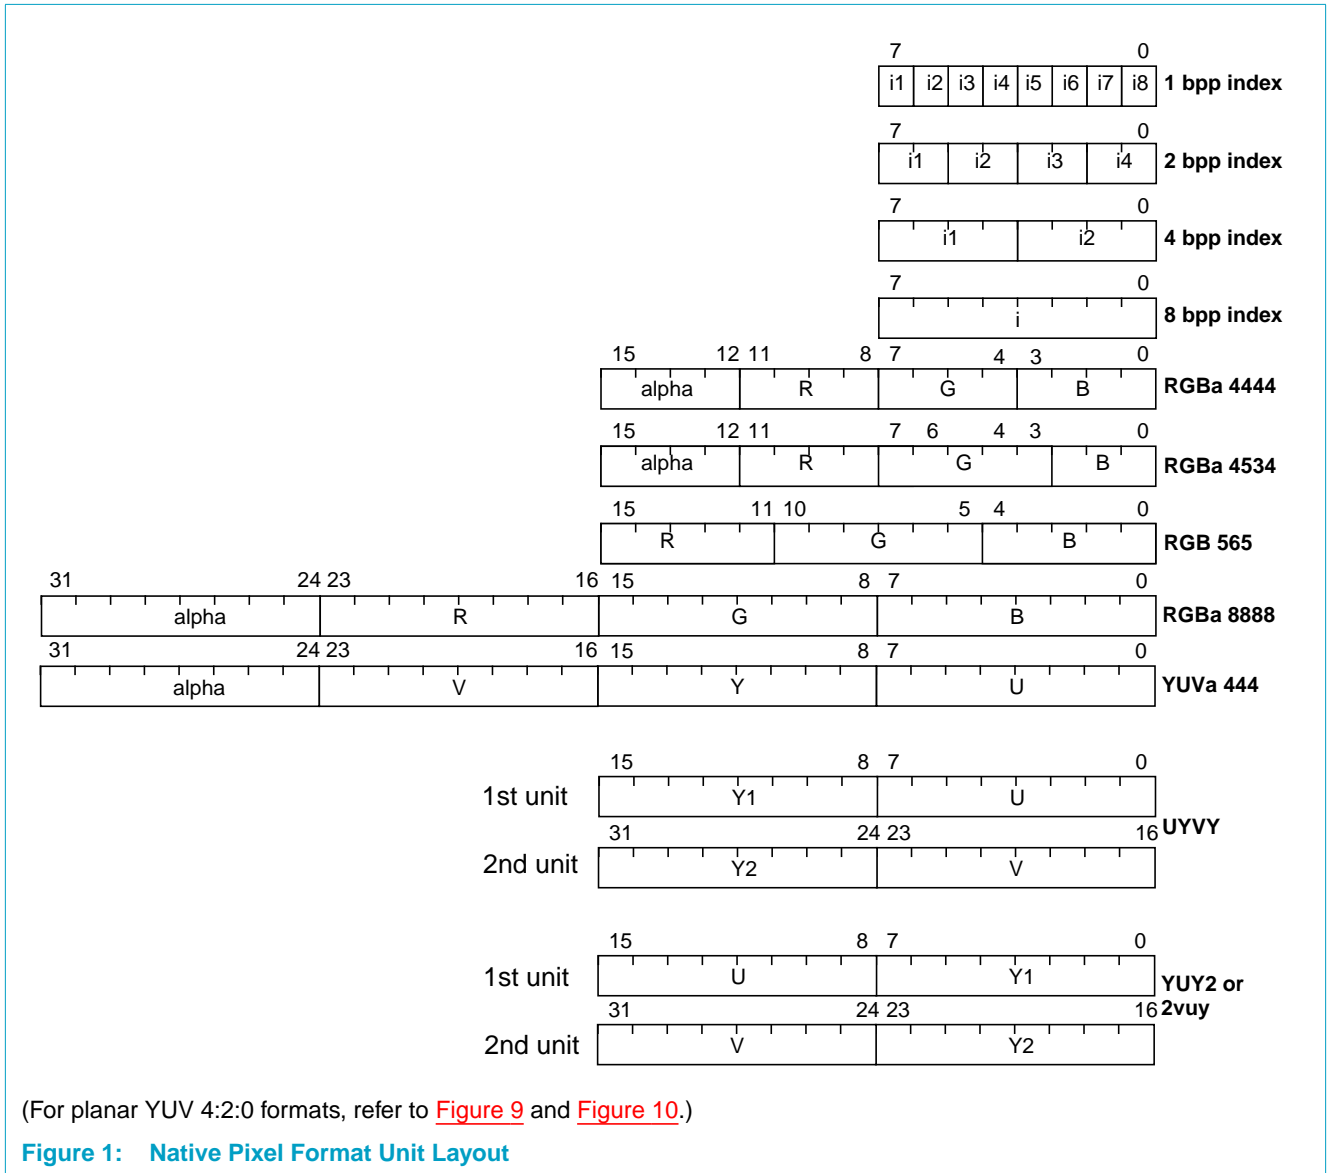 7 0
i1 i2 i3 i4 i5 i6 i7 i8 1 bpp index
7 0
i1 i2 i3 i4 2 bpp index
7 0
i1 i2 4 bpp index
7 0
i 8 bpp index
15 12 11 8 7 4 3 0
alpha R G B RGBa 4444
15 12 11 7 6 4 3 0
alpha R G B RGBa 4534
15 11 10 5 4 0
R G B RGB 565
31 24 23 16 15 8 7 0
alpha R G B RGBa 8888
31 24 23 16 15 8 7 0
alpha V Y U YUVa 444
15 8 7 0
1st unit Y1 U
UYVY
31 24 23 16
2nd unit Y2 V
15 8 7 0
1st unit U Y1
YUY2 or
2vuy
31 24 23 16
2nd unit V Y2
(For planar YUV 4:2:0 formats, refer to Figure 9 and Figure 10.)
Figure 1: Native Pixel Format Unit Layout